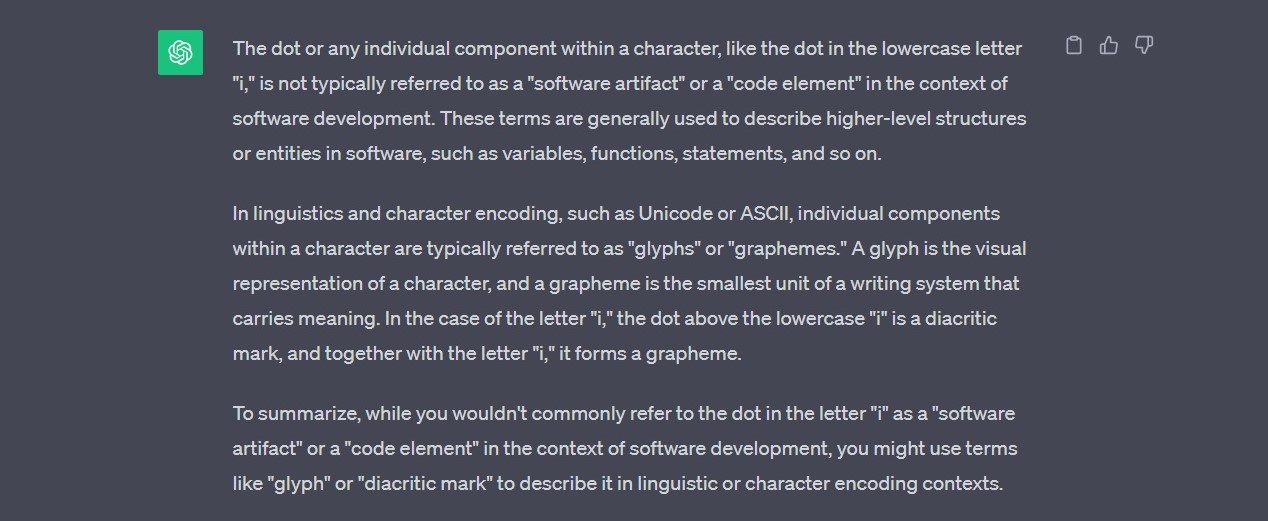 The dot or any individual component within a character, like the dot in the lowercase letter
"i," is not typically referred to as a "software artifact" or a "code element" in the context of
software development. These terms are generally used to describe higher-level structures
or entities in software, such as variables, functions, statements, and so on.
In linguistics and character encoding, such as Unicode or ASCII, individual components
within a character are typically referred to as "glyphs" or "graphemes." A glyph is the visual
representation of a character, and a grapheme is the smallest unit of a writing system that
carries meaning. In the case of the letter "i," the dot above the lowercase "i" is a diacritic
mark, and together with the letter "i," it forms a grapheme.
To summarize, while you wouldn't commonly refer to the dot in the letter "i" as a "software
artifact" or a "code element" in the context of software development, you might use terms
like "glyph" or "diacritic mark" to describe it in linguistic or character encoding contexts.